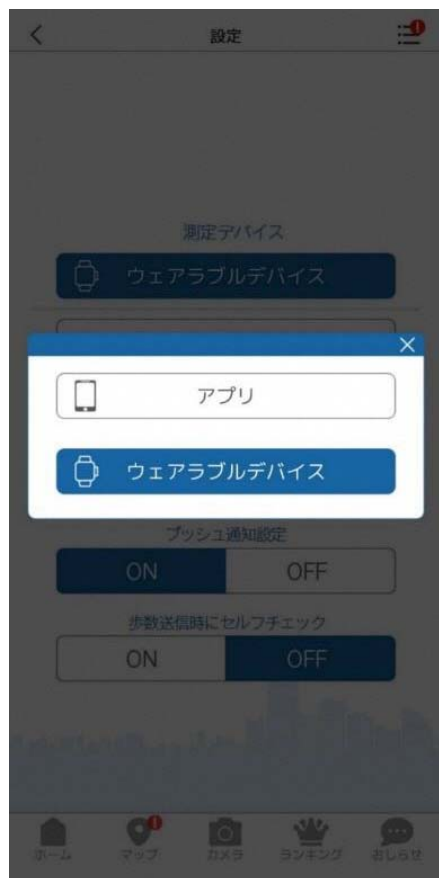 設定
測定デバイス
ウェアラブルデバイス
アプリ
ウェアラブルデバイス
プッシュ通知設定
ON OFF
歩数送信時にセルフチェック
ON OFF
ホーム マップ カメラ ランキング おしらせ